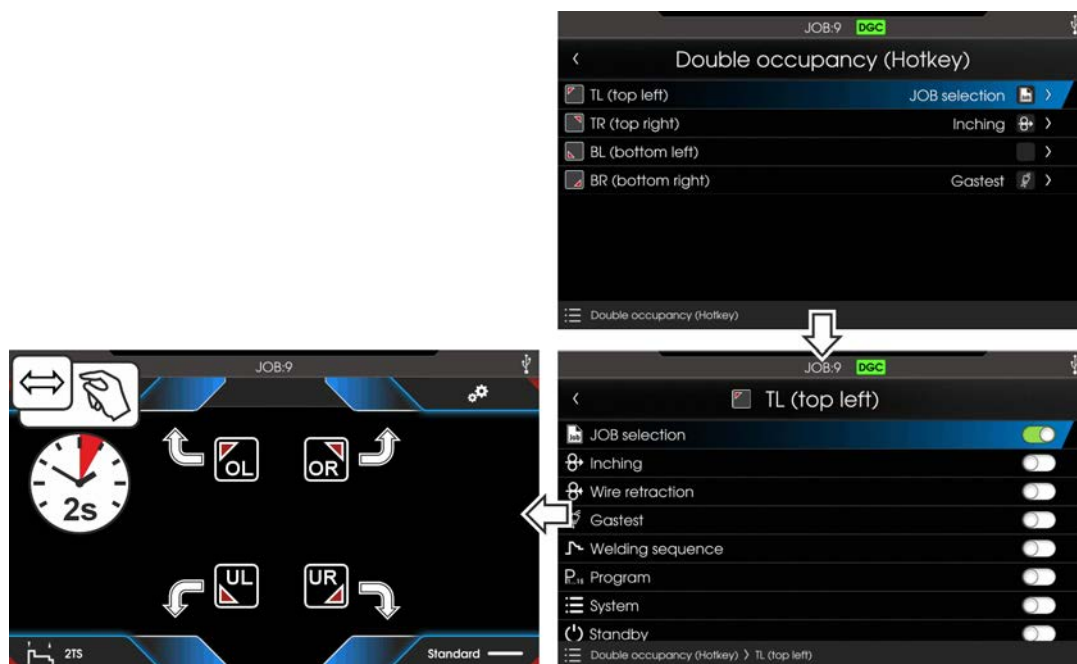 JOB:9 DGC
Double occupancy (Hotkey)
TL (top left) JOB selection
TR (top right) Inching
BL (bottom left)
BR (bottom right) Gastest
Double occupancy (Hotkey)
JOB:9
OL OR
2s
UL UR
2TS Standard
JOB:9 DGC
TL (top left)
Job JOB selection
Inching
Wire retraction
Gastest
Welding sequence
Program
System
Standby
Double occupancy (Hotkey) > TL (top left)